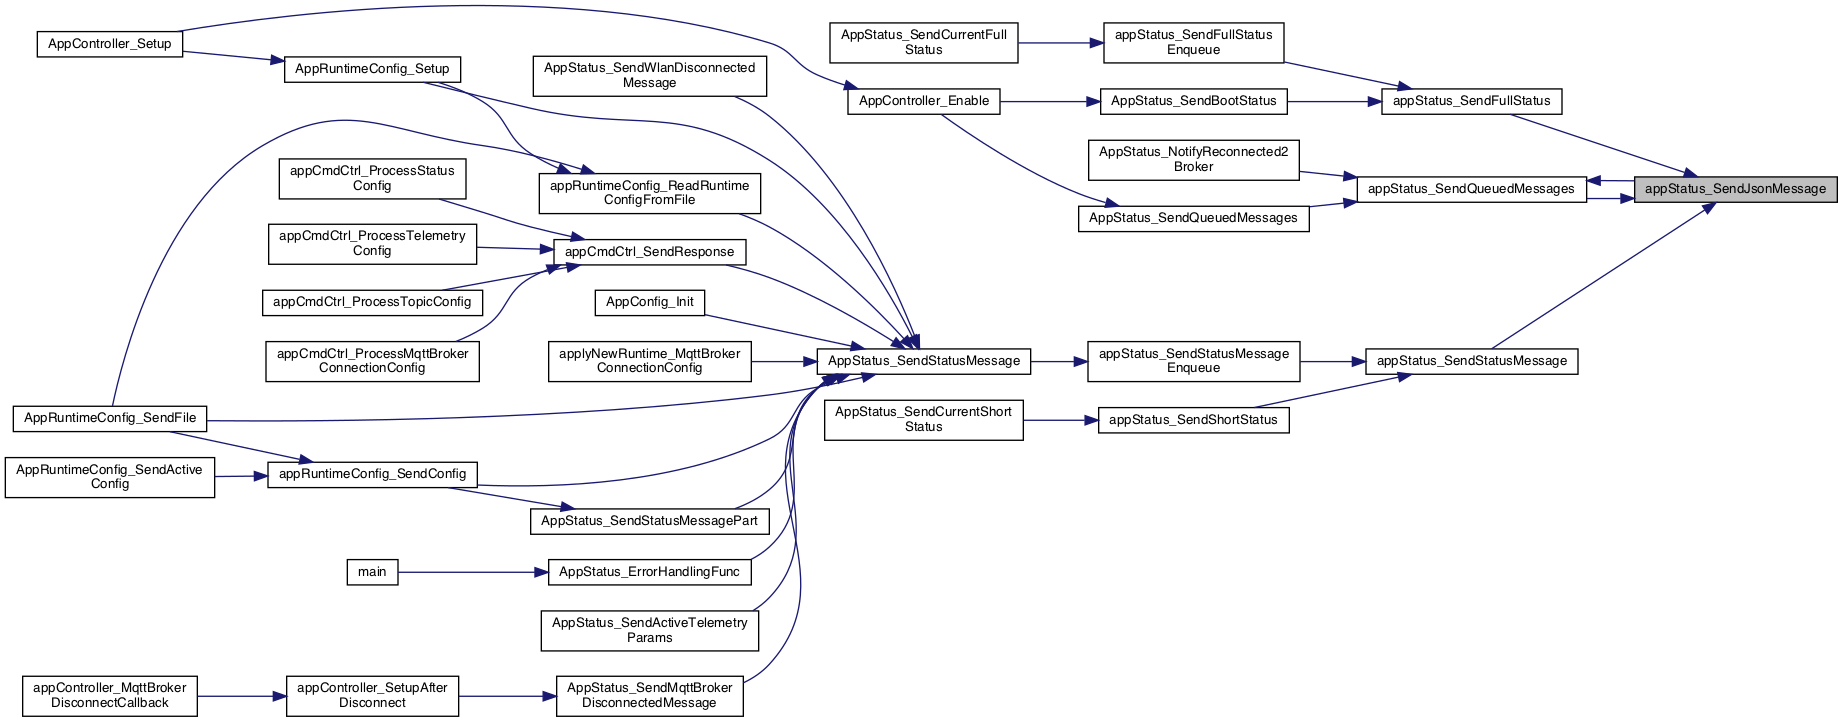 AppController_Setup
AppRuntimeConfig_Setup
AppStatus_SendWlanDisconnected
Message
AppStatus_SendCurrentFull
Status
appStatus_SendFullStatus
Enqueue
AppController_Enable
AppStatus_SendBootStatus
appStatus_SendFullStatus
AppStatus_NotifyReconnected2
Broker
appStatus_SendQueuedMessages
appStatus_SendJsonMessage
AppStatus_SendQueuedMessages
appCmdCtrl_ProcessStatus
Config
appRuntimeConfig_ReadRuntime
ConfigFromFile
appCmdCtrl_ProcessTelemetry
Config
appCmdCtrl_SendResponse
appCmdCtrl_ProcessTopicConfig
AppConfig_Init
appCmdCtrl_ProcessMqttBroker
ConnectionConfig
applyNewRuntime_MqttBroker
ConnectionConfig
AppStatus_SendStatusMessage
appStatus_SendStatusMessage
Enqueue
appStatus_SendStatusMessage
AppRuntimeConfig_SendFile
AppStatus_SendCurrentShort
Status
appStatus_SendShortStatus
AppRuntimeConfig_SendActive
Config
appRuntimeConfig_SendConfig
AppStatus_SendStatusMessagePart
main
AppStatus_ErrorHandlingFunc
AppStatus_SendActiveTelemetry
Params
appController_MqttBroker
DisconnectCallback
appController_SetupAfter
Disconnect
AppStatus_SendMqttBroker
DisconnectedMessage